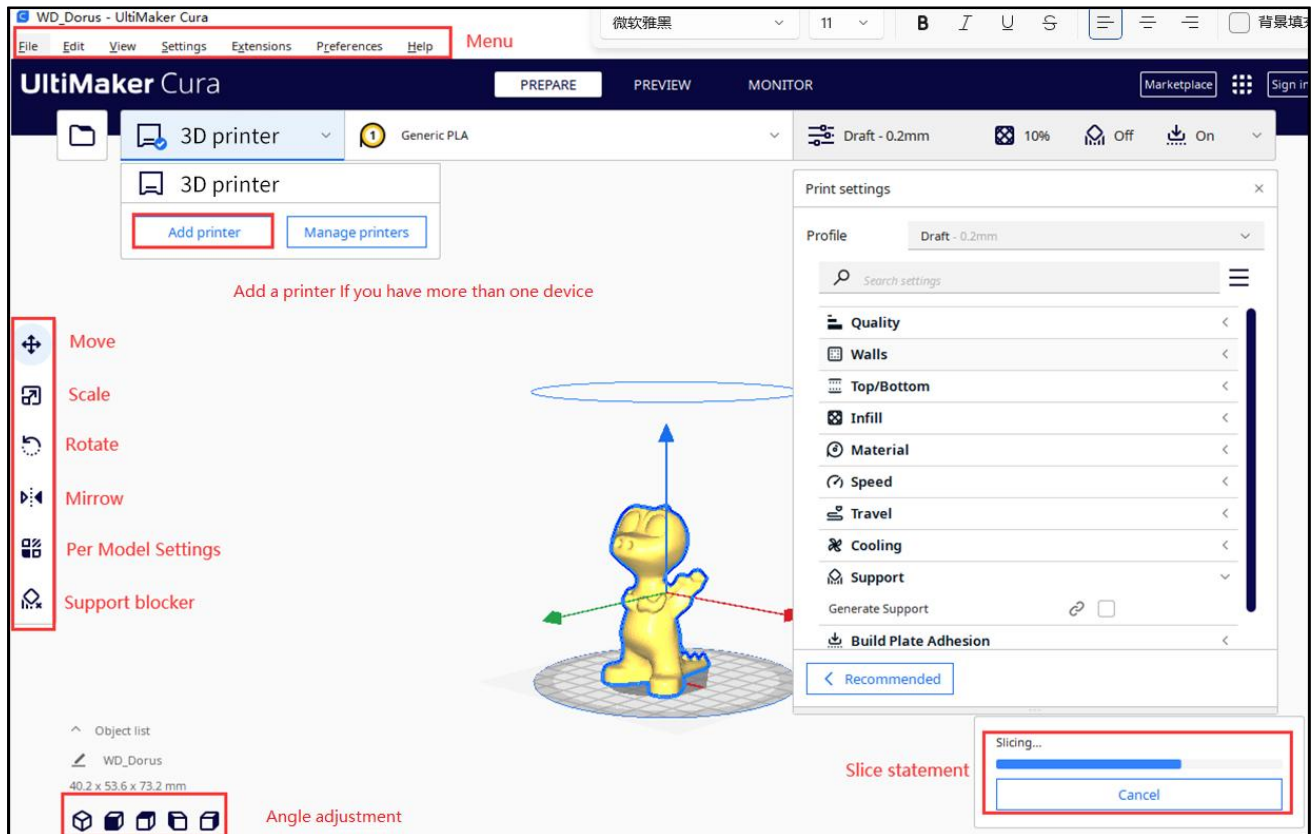 WD_Dorus - UltiMaker Cura
微软雅黑 11 B I U S
File Edit View Settings Extensions Preferences Help Menu
UltiMaker Cura PREPARE PREVIEW MONITOR Marketplace Sign in
3D printer 1 Generic PLA Draft - 0.2mm 10% Off On
3D printer
Add printer Manage printers
Add a printer If you have more than one device
Print settings
Profile Draft - 0.2mm
Search settings
Quality
Walls
Top/Bottom
Infill
Material
Speed
Travel
Cooling
Support
Generate Support
Build Plate Adhesion
Recommended
Move
Scale
Rotate
Mirrow
Per Model Settings
Support blocker
Object list
WD_Dorus
40.2 x 53.6 x 73.2 mm
Angle adjustment
Slice statement
Slicing...
Cancel